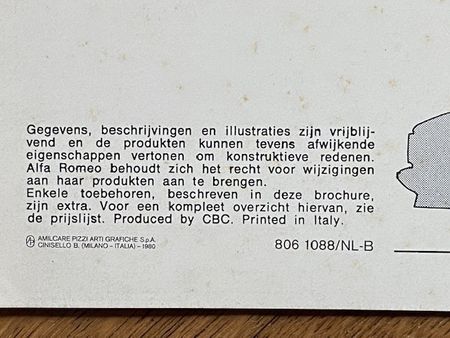 Gegevens, beschrijvingen en illustraties zijn vrijblij-
vend en de produkten kunnen tevens afwijkende
eigenschappen vertonen om konstruktieve redenen.
Alfa Romeo behoudt zich het recht voor wijzigingen
aan haar produkten aan te brengen.
Enkele toebehoren, beschreven in deze brochure,
zijn extra. Voor een kompleet overzicht hiervan, zie
de prijslijst. Produced by CBC. Printed in Italy.
AMILCARE PIZZI ARTI GRAFICHE S.p.A.
CINISELLO B. (MILANO - ITALIA) - 1980
806 1088/NL-B